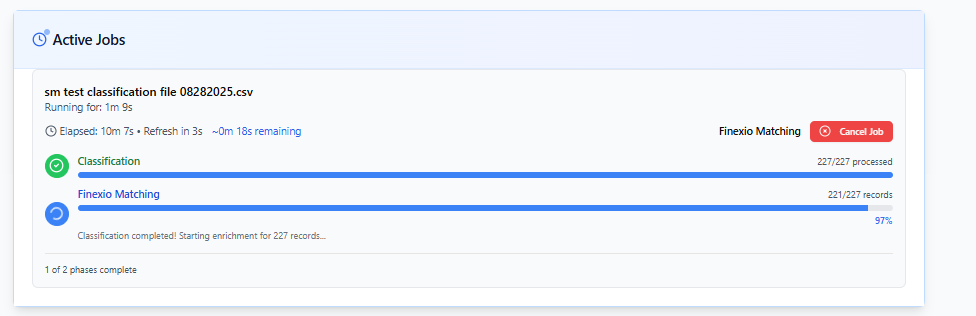 Active Jobs
sm test classification file 08282025.csv
Running for: 1m 9s
Elapsed: 10m 7s • Refresh in 3s ~0m 18s remaining
Finexio Matching
Cancel Job
Classification
227/227 processed
Finexio Matching
221/227 records
97%
Classification completed! Starting enrichment for 227 records...
1 of 2 phases complete